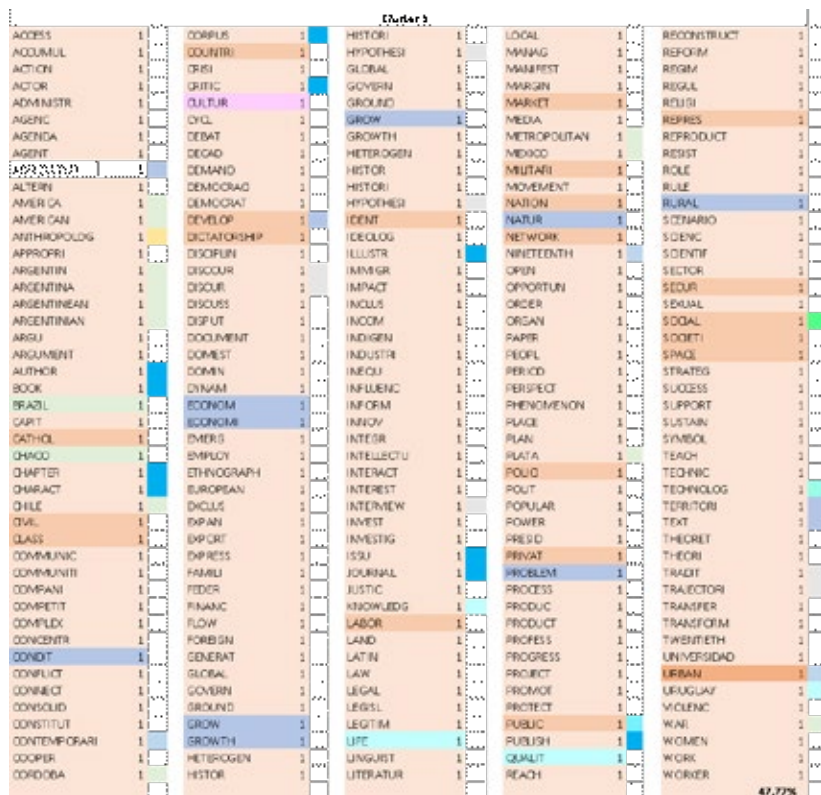 Cluster 5
ACCESS 1
ACCUMUL 1
ACTION 1
ACTOR 1
ADMINISTR 1
AGENC 1
AGENDA 1
AGENT 1
1
ALTERN 1
AMERICA 1
AMERICAN 1
ANTHROPOLOG 1
APPROPRI 1
ARGENTIN 1
ARGENTINA 1
ARGENTINEAN 1
ARGENTINIAN 1
ARGU 1
ARGUMENT 1
AUTHOR 1
BOOK 1
BRAZIL 1
CAPIT 1
CATHOL 1
CHACO 1
CHAPTER 1
CHARACT 1
CHILE 1
CIVIL 1
CLASS 1
COMMUNIC 1
COMMUNITI 1
COMPANI 1
COMPETIT 1
COMPLEX 1
CONCENTR 1
CONDIT 1
CONFLICT 1
CONNECT 1
CONSOLID 1
CONSTITUT 1
CONTEMPORARI 1
COOPER 1
CORDOBA 1
CORPUS 1
COUNTRI 1
CRISI 1
CRITIC 1
CULTUR 1
CYCL 1
DEBAT 1
DECAD 1
DEMAND 1
DEMOCRAC 1
DEMOCRAT 1
DEVELOP 1
DICTATORSHIP 1
DISCIPLIN 1
DISCOUR 1
DISCUR 1
DISCUSS 1
DISPUT 1
DOCUMENT 1
DOMEST 1
DOMIN 1
DYNAM 1
ECONOM 1
ECONOMI 1
EMERG 1
EMPLOY 1
ETHNOGRAPH 1
EUROPEAN 1
EXCLUS 1
EXPAN 1
EXPORT 1
EXPRESS 1
FAMILI 1
FEDER 1
FINANC 1
FLOW 1
FOREIGN 1
GENERAT 1
GLOBAL 1
GOVERN 1
GROUND 1
GROW 1
GROWTH 1
HETEROGEN 1
HISTOR 1
HISTORI 1
HYPOTHESI 1
GLOBAL 1
GOVERN 1
GROUND 1
GROW 1
GROWTH 1
HETEROGEN 1
HISTOR 1
HISTORI 1
HYPOTHESI 1
IDENT 1
IDEOLOG 1
ILLUSTR 1
IMMIGR 1
IMPACT 1
INCLUS 1
INCOM 1
INDIGEN 1
INDUSTRI 1
INEQU 1
INFLUENC 1
INFORM 1
INNOV 1
INTEGR 1
INTELLECTU 1
INTERACT 1
INTEREST 1
INTERVIEW 1
INVEST 1
INVESTIG 1
ISSU 1
JOURNAL 1
JUSTIC 1
KNOWLEDG 1
LABOR 1
LAND 1
LATIN 1
LAW 1
LEGAL 1
LEGISL 1
LEGITIM 1
LIFE 1
LINGUIST 1
LITERATUR 1
LOCAL 1
MANAG 1
MANIFEST 1
MARGIN 1
MARKET 1
MEDIA 1
METROPOLITAN 1
MEXICO 1
MILITARI 1
MOVEMENT 1
NATION 1
NATUR 1
NETWORK 1
NINETEENTH 1
OPEN 1
OPPORTUN 1
ORDER 1
ORGAN 1
PAPER 1
PEOPL 1
PERIOD 1
PERSPECT 1
PHENOMENON 1
PLACE 1
PLAN 1
PLATA 1
POLIC 1
POLIT 1
POPULAR 1
POWER 1
PRESID 1
PRIVAT 1
PROBLEM 1
PROCESS 1
PRODUC 1
PRODUCT 1
PROFESS 1
PROGRESS 1
PROJECT 1
PROMOT 1
PROTECT 1
PUBLIC 1
PUBLISH 1
QUALIT 1
REACH 1
RECONSTRUCT 1
REFORM 1
REGIM 1
REGUL 1
RELIGI 1
REPRES 1
REPRODUCT 1
RESIST 1
ROLE 1
RULE 1
RURAL 1
SCENARIO 1
SCIENC 1
SCIENTIF 1
SECTOR 1
SECUR 1
SEXUAL 1
SOCIAL 1
SOCIETI 1
SPACE 1
STRATEG 1
SUCCESS 1
SUPPORT 1
SUSTAIN 1
SYMBOL 1
TEACH 1
TECHNIC 1
TECHNOLOG 1
TERRITORI 1
TEXT 1
THEORET 1
THEORI 1
TRADIT 1
TRAJECTORI 1
TRANSFER 1
TRANSFORM 1
TWENTIETH 1
UNIVERSIDAD 1
URBAN 1
URUGUAY 1
VIOLENC 1
WAR 1
WOMEN 1
WORK 1
WORKER 1
47.77%